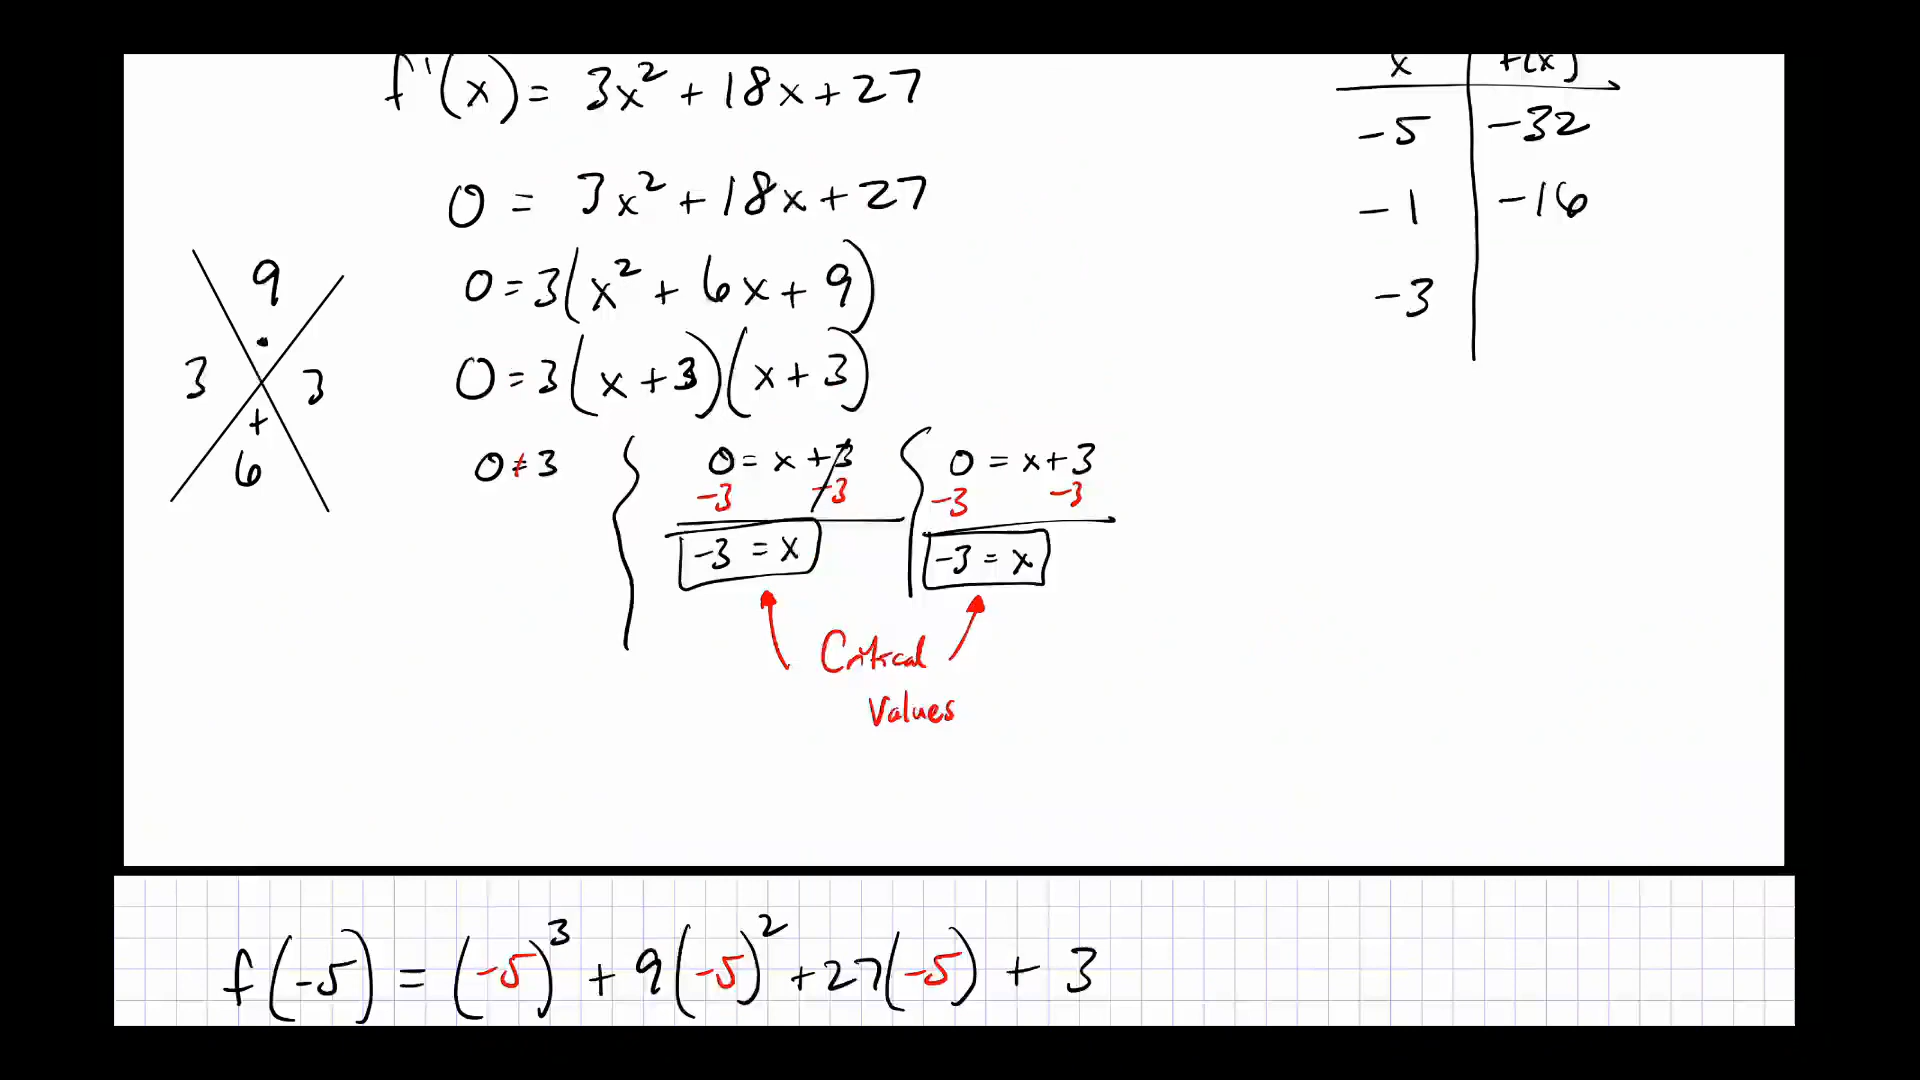 f'(x) = 3x² + 18x + 27
0 = 3x² + 18x + 27
0 = 3(x² + 6x + 9)
0 = 3(x + 3)(x + 3)
9
·
3 3
+
6
0 ≠ 3
0 = x + 3
-3 -3
-3 = x
0 = x + 3
-3 -3
-3 = x
Critical
Values
x f(x)
-5 -32
-1 -16
-3
f(-5) = (-5)³ + 9(-5)² + 27(-5) + 3